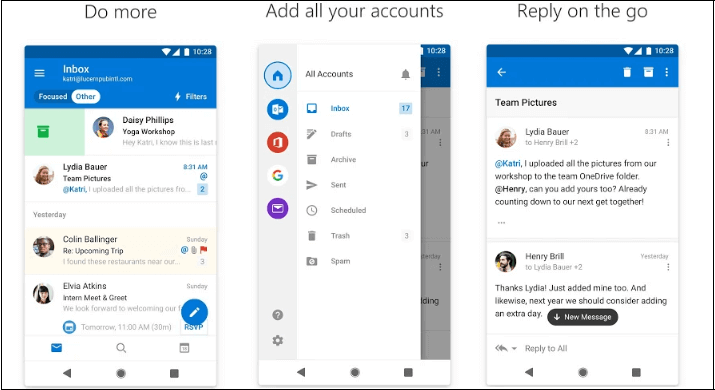 Do more
Add all your accounts
Reply on the go
10:28
Inbox
katri@lucernpubintl.com
Focused Other
Filters
Daisy Phillips
Yoga Workshop
Hey Katri, I know this is last
Lydia Bauer 8:31 AM
Team Pictures @
@Katri, I uploaded all the pictures fro... 2
Yesterday
Colin Ballinger Sunday
Re: Upcoming Trip @
I found these restaurants near our... 3
Elvia Atkins Sunday
Intern Meet & Greet
We look forward to welcoming our
Tomorrow, 11:00 AM (30m) RSVP
10:28
All Accounts
Inbox 17
Drafts 3
Archive
Sent
Scheduled
Trash 3
Spam
10:28
Team Pictures
Lydia Bauer 8:31 AM
to Henry Brill +2
@Katri, I uploaded all the pictures from our
workshop to the team OneDrive folder.
@Henry, can you add yours too? Already
counting down to our next get together!
...
Henry Brill Yesterday
to Lydia Bauer +2
Thanks Lydia! Just added mine too. And
likewise, next year we should consider adding
an extra day.
New Message
Reply to All